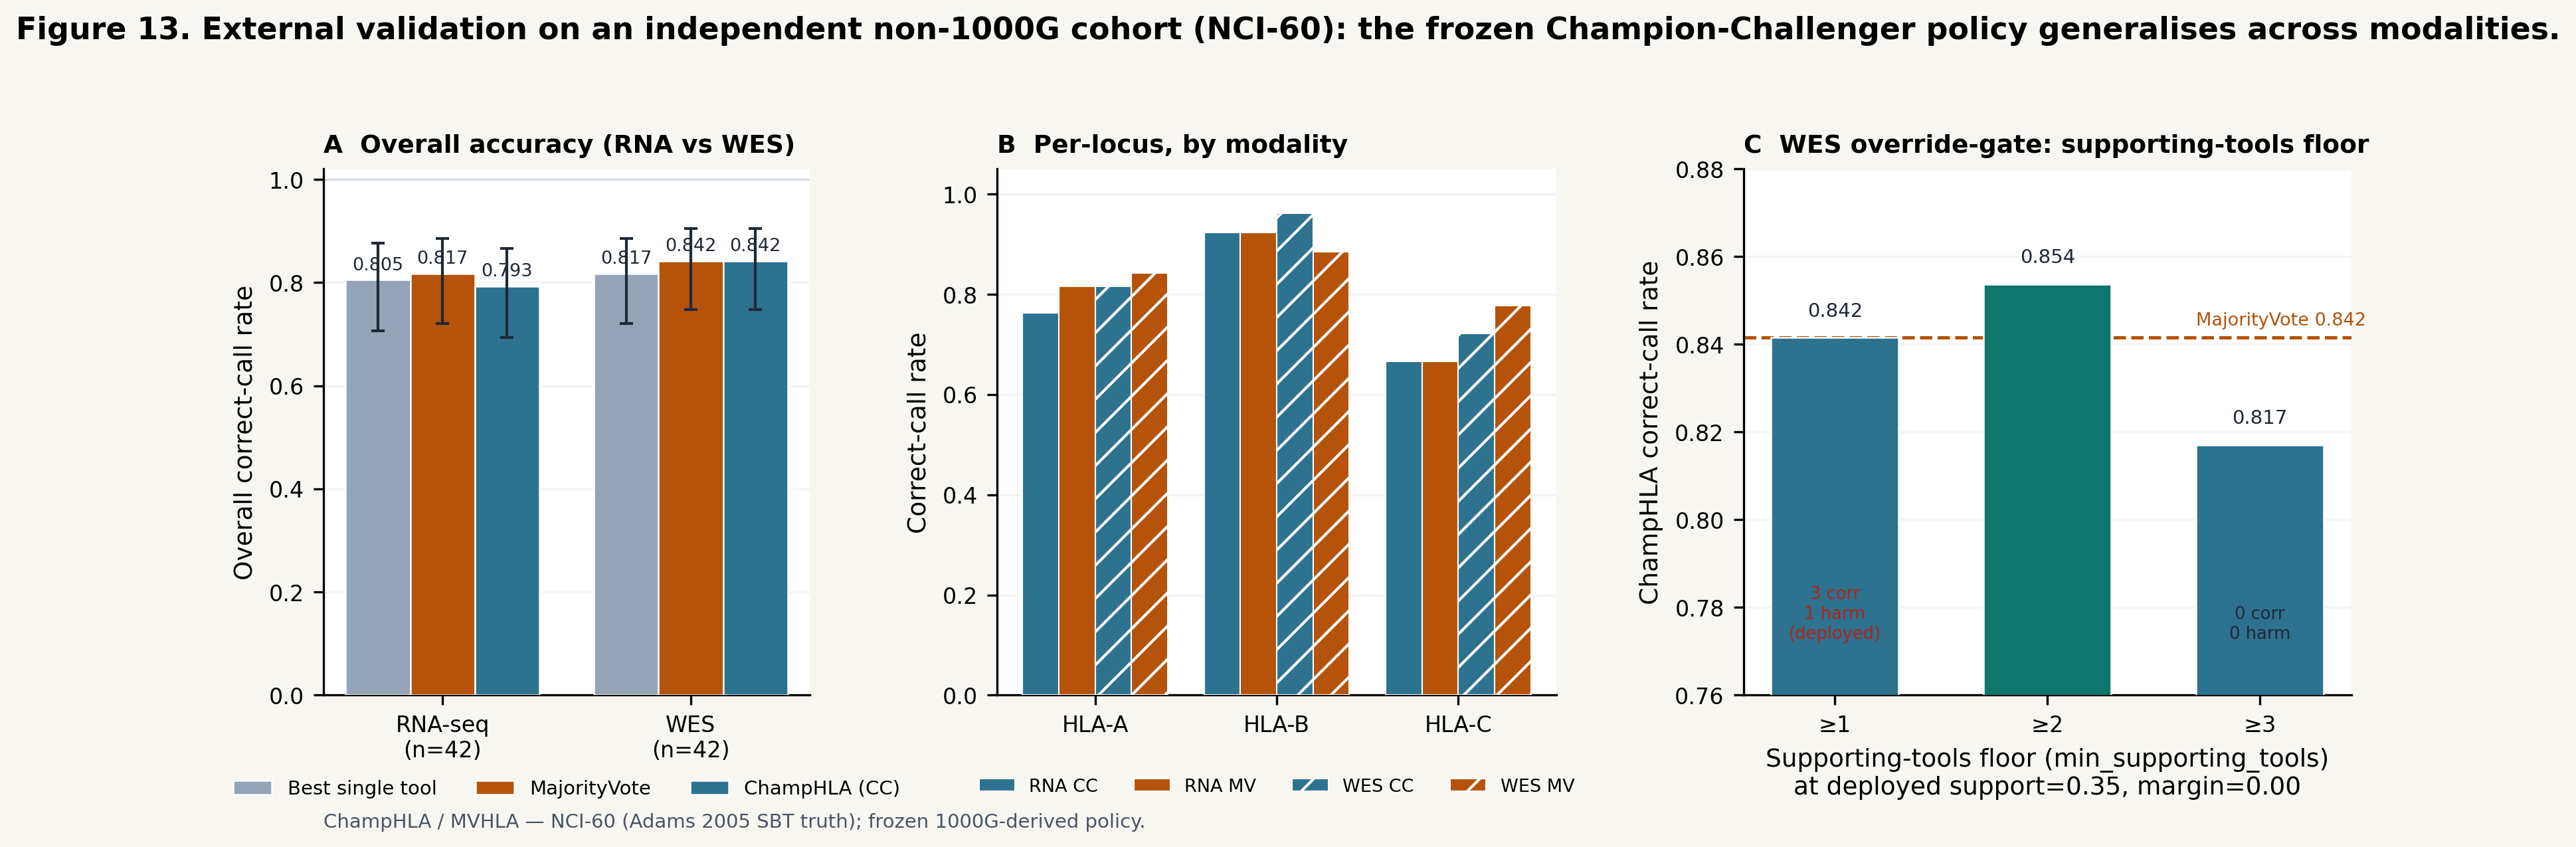 Figure 13. External validation on an independent non-1000G cohort (NCI-60): the frozen Champion-Challenger policy generalises across modalities.
A  Overall accuracy (RNA vs WES)
Overall correct-call rate
1.0
0.8
0.6
0.4
0.2
0.0
0.805
0.817
0.793
0.817
0.842
0.842
RNA-seq
(n=42)
WES
(n=42)
Best single tool
MajorityVote
ChampHLA (CC)
B  Per-locus, by modality
Correct-call rate
1.0
0.8
0.6
0.4
0.2
0.0
HLA-A
HLA-B
HLA-C
RNA CC
RNA MV
WES CC
WES MV
C  WES override-gate: supporting-tools floor
ChampHLA correct-call rate
0.88
0.86
0.84
0.82
0.80
0.78
0.76
0.842
0.854
0.817
MajorityVote 0.842
3 corr
1 harm
(deployed)
0 corr
0 harm
≥1
≥2
≥3
Supporting-tools floor (min_supporting_tools)
at deployed support=0.35, margin=0.00
ChampHLA / MVHLA — NCI-60 (Adams 2005 SBT truth); frozen 1000G-derived policy.